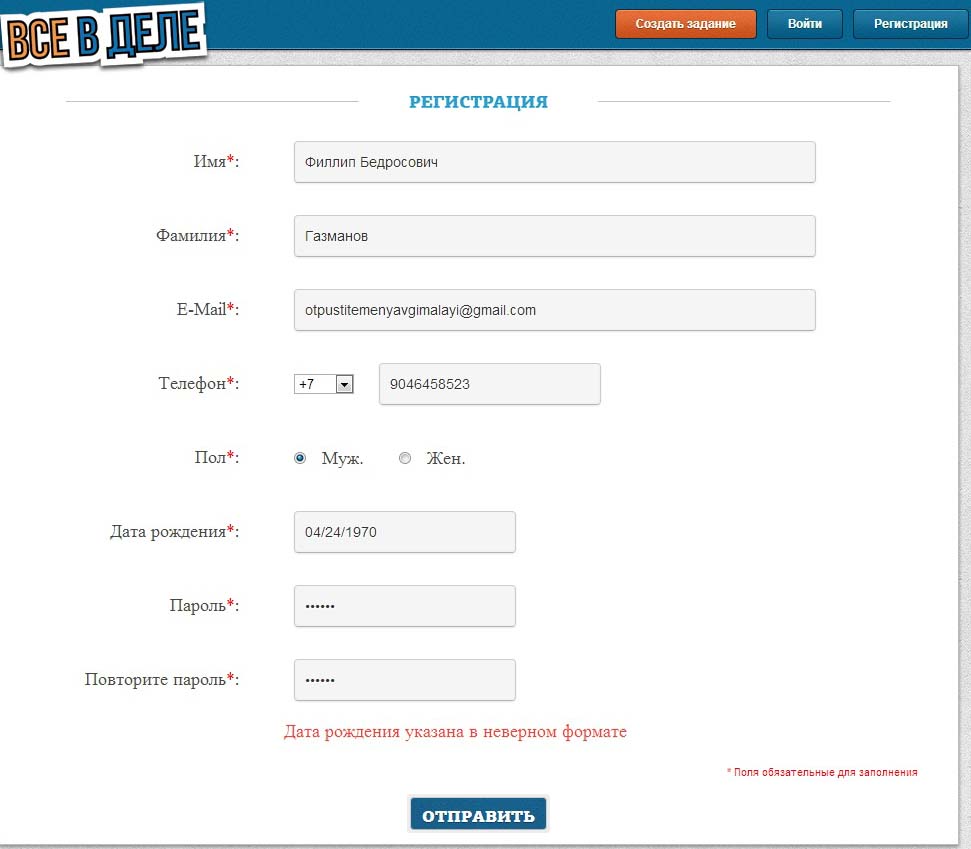 ВСЕ В ДЕЛЕ
Создать задание Войти Регистрация
РЕГИСТРАЦИЯ
Имя*: Филлип Бедросович
Фамилия*: Газманов
E-Mail*: otpustitemenyavgimalayi@gmail.com
Телефон*: +7 9046458523
Пол*: Муж. Жен.
Дата рождения*: 04/24/1970
Пароль*: ••••••
Повторите пароль*: ••••••
Дата рождения указана в неверном формате
* Поля обязательные для заполнения
ОТПРАВИТЬ